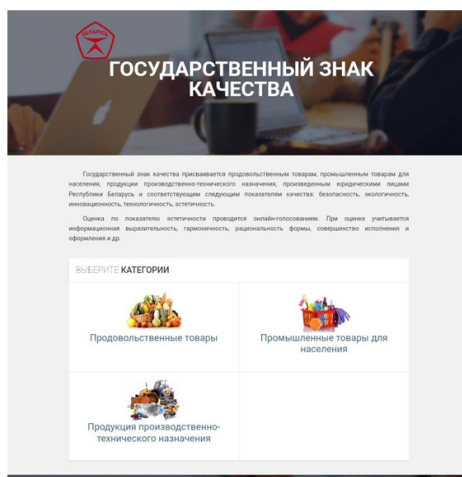 БЕЛАРУСЬ
ГОСУДАРСТВЕННЫЙ ЗНАК
КАЧЕСТВА
Государственный знак качества присваивается продовольственным товарам, промышленным товарам для
населения, продукции производственно-технического назначения, произведенным юридическими лицами
Республики Беларусь и соответствующим следующим показателям качества: безопасность, экологичность,
инновационность, технологичность, эстетичность.
Оценка по показателю эстетичности проводится онлайн-голосованием. При оценке учитывается
информационная выразительность, гармоничность, рациональность формы, совершенство исполнения и
оформления и др.
ВЫБЕРИТЕ КАТЕГОРИИ
Продовольственные товары
Промышленные товары для
населения
Продукция производственно-
технического назначения